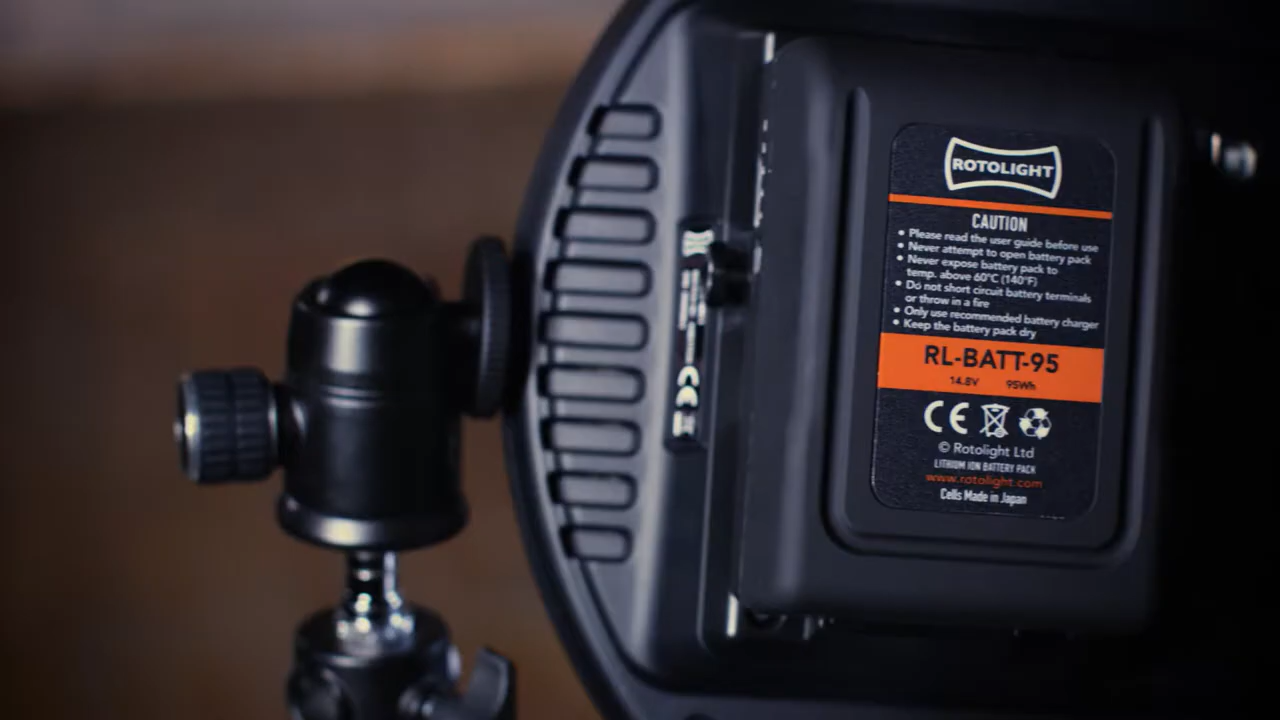 ROTOLIGHT
CAUTION
• Please read the user guide before use
• Never attempt to open battery pack
• Never expose battery pack to
temp. above 60°C (140°F)
• Do not short circuit battery terminals
or throw in a fire
• Only use recommended battery charger
• Keep the battery pack dry
RL-BATT-95
14.8V 95Wh
CE
© Rotolight Ltd
LITHIUM ION BATTERY PACK
www.rotolight.com
Cells Made in Japan
CE